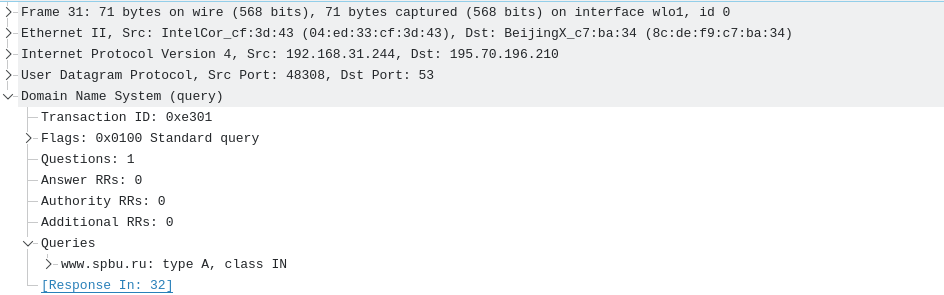 Frame 31: 71 bytes on wire (568 bits), 71 bytes captured (568 bits) on interface wlo1, id 0
Ethernet II, Src: IntelCor_cf:3d:43 (04:ed:33:cf:3d:43), Dst: BeijingX_c7:ba:34 (8c:de:f9:c7:ba:34)
Internet Protocol Version 4, Src: 192.168.31.244, Dst: 195.70.196.210
User Datagram Protocol, Src Port: 48308, Dst Port: 53
Domain Name System (query)
Transaction ID: 0xe301
Flags: 0x0100 Standard query
Questions: 1
Answer RRs: 0
Authority RRs: 0
Additional RRs: 0
Queries
www.spbu.ru: type A, class IN
[Response In: 32]